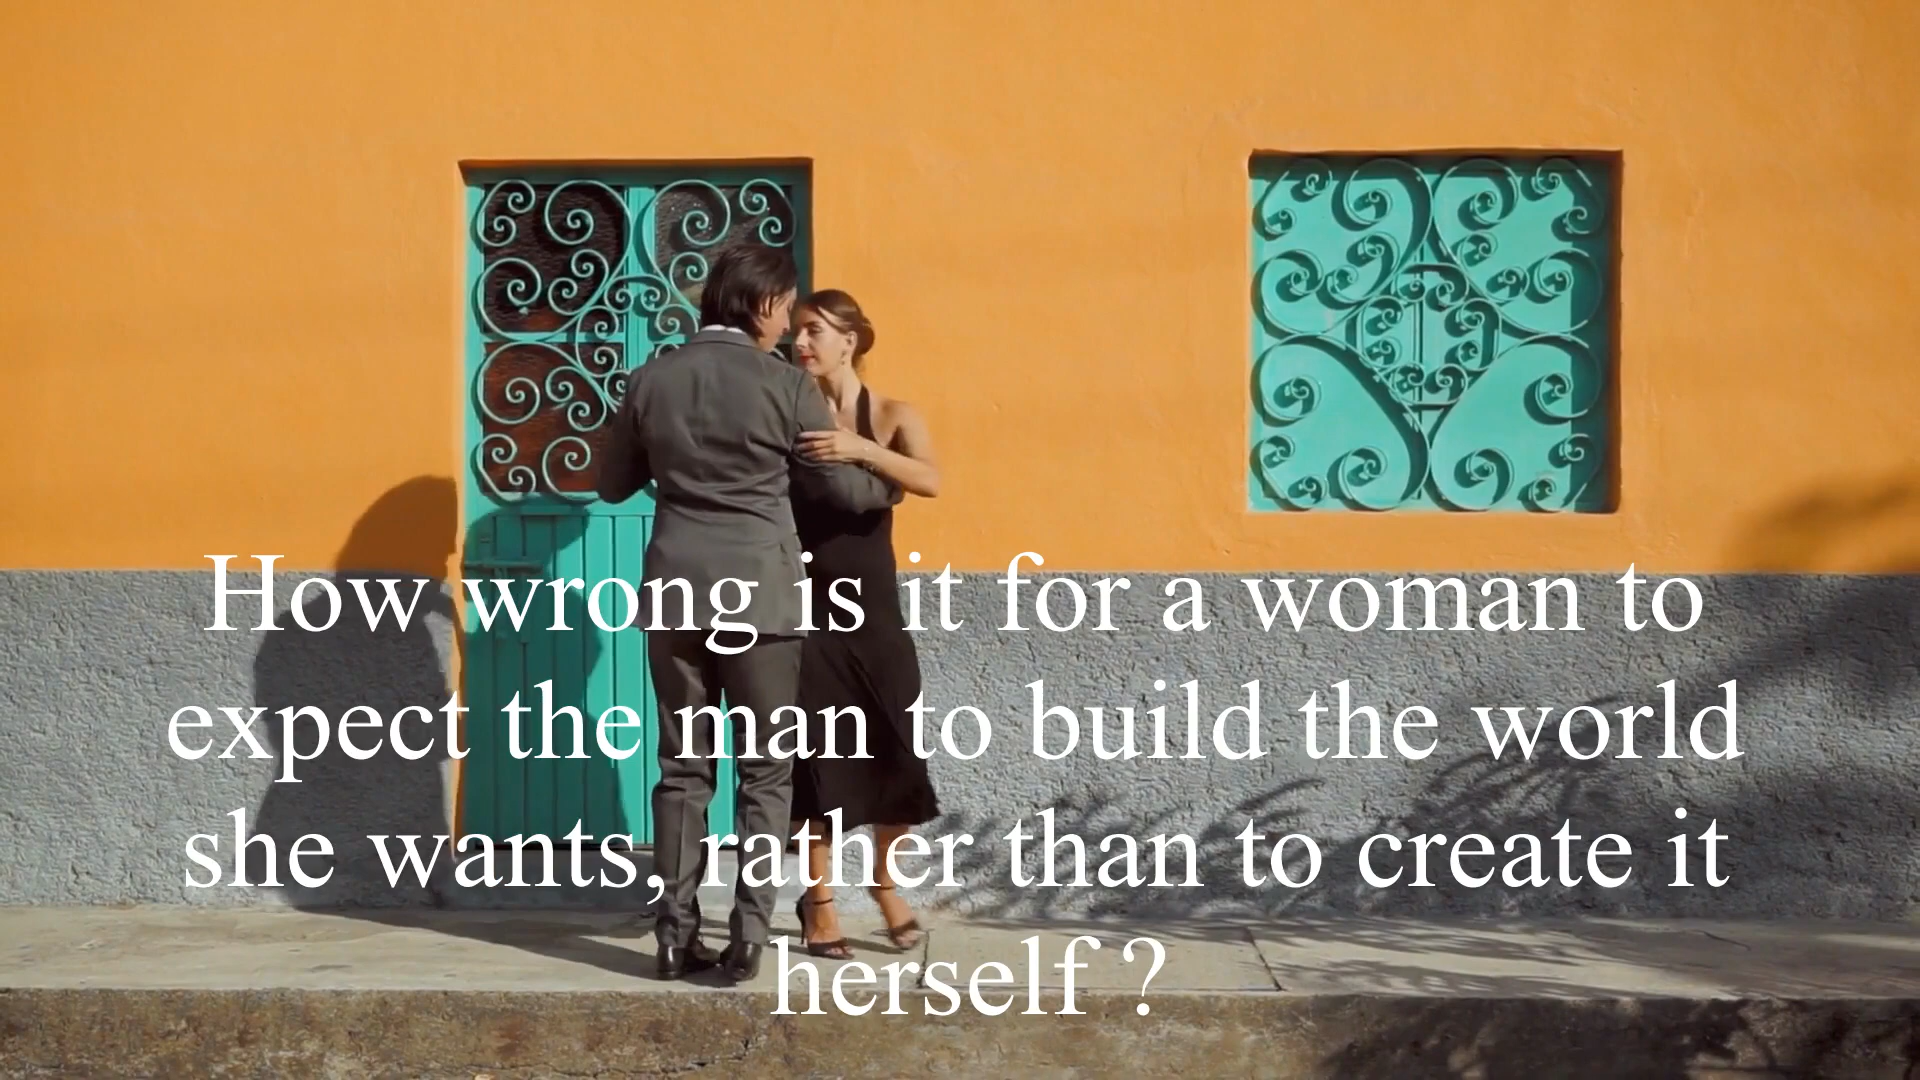 How wrong is it for a woman to
expect the man to build the world
she wants, rather than to create it
herself ?